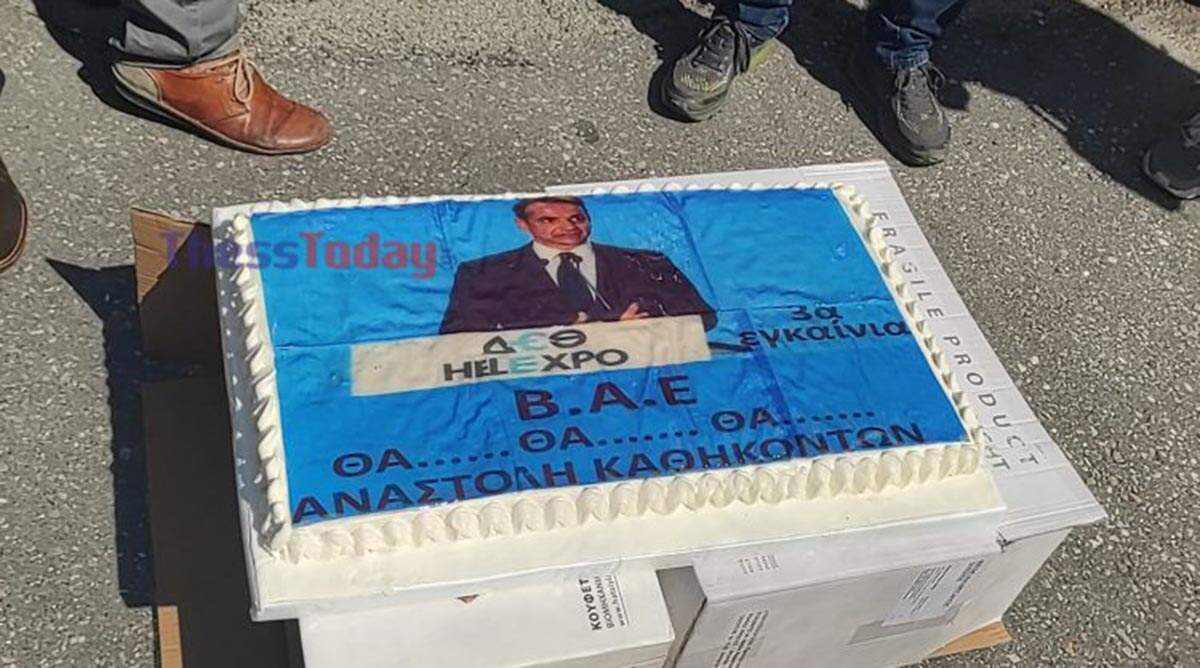 ThessToday
3α
εγκαίνια
ΔΕΘ
HELEXPO
Β.Α.Ε
ΘΑ...... ΘΑ....... ΘΑ.......
ΑΝΑΣΤΟΛΗ ΚΑΘΗΚΟΝΤΩΝ
FRAGILE PRODUCT
ΚΟΥΦΕΤ